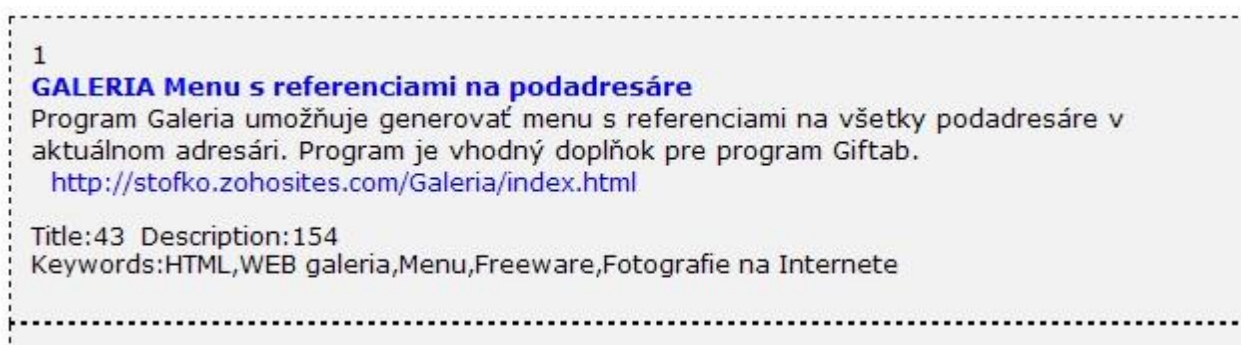 1
GALERIA Menu s referenciami na podadresáre
Program Galeria umožňuje generovať menu s referenciami na všetky podadresáre v
aktuálnom adresári. Program je vhodný doplňok pre program Giftab.
http://stofko.zohosites.com/Galeria/index.html
Title:43 Description:154
Keywords:HTML,WEB galeria,Menu,Freeware,Fotografie na Internete